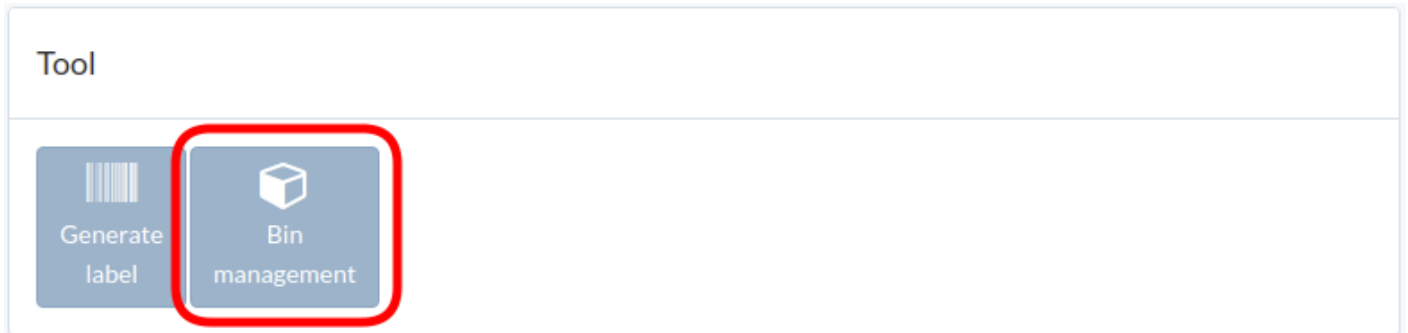 Tool
Generate
label
Bin
management